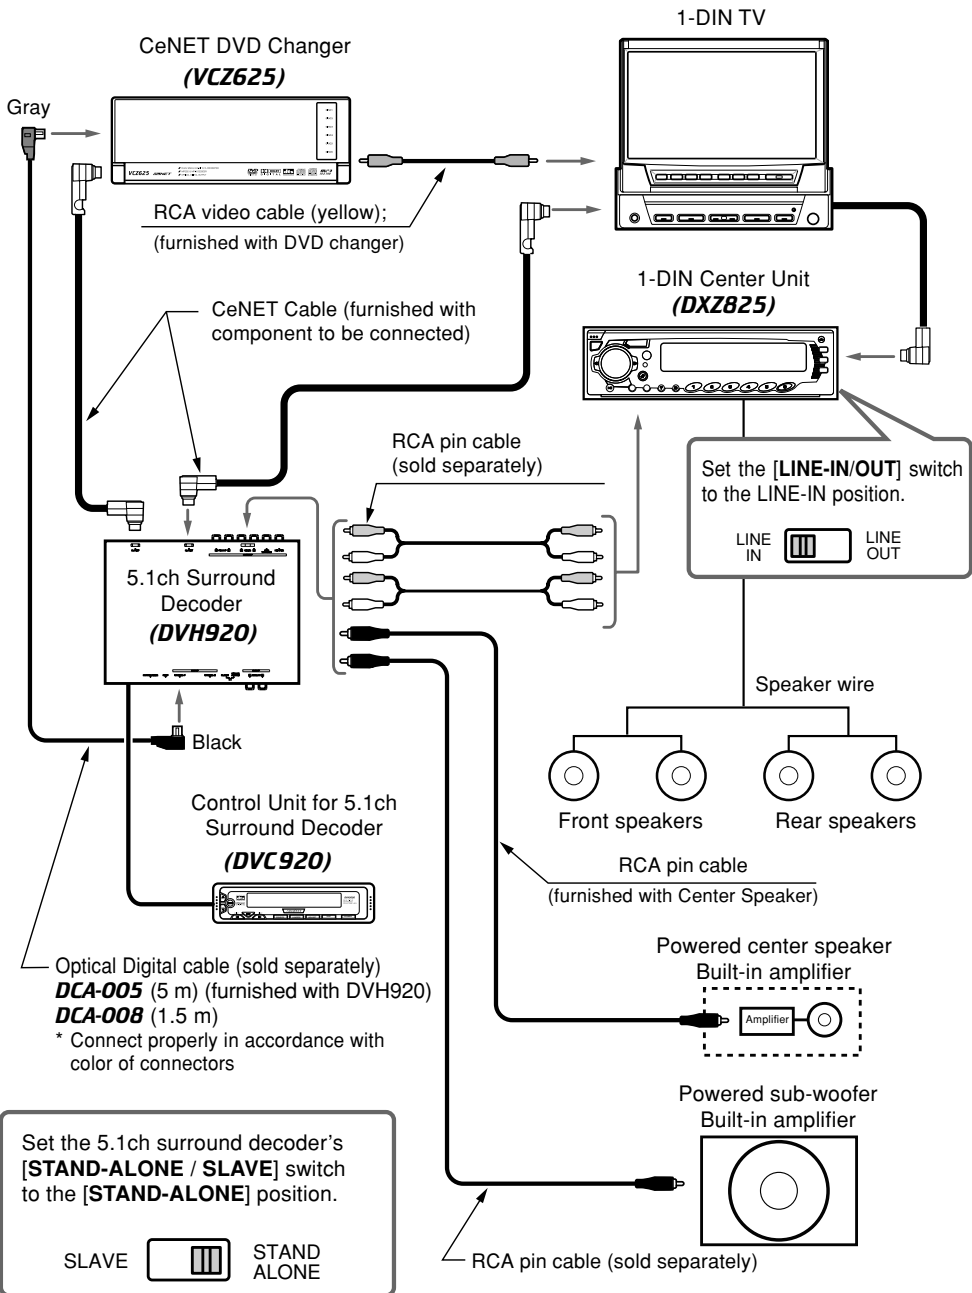 1-DIN TV
CeNET DVD Changer
(VCZ625)
Gray
VCZ625
RCA video cable (yellow);
(furnished with DVD changer)
1-DIN Center Unit
(DXZ825)
CeNET Cable (furnished with
component to be connected)
RCA pin cable
(sold separately)
Set the [LINE-IN/OUT] switch
to the LINE-IN position.
LINE
IN
LINE
OUT
5.1ch Surround
Decoder
(DVH920)
Speaker wire
Black
Front speakers
Rear speakers
Control Unit for 5.1ch
Surround Decoder
(DVC920)
RCA pin cable
(furnished with Center Speaker)
Optical Digital cable (sold separately)
DCA-005 (5 m) (furnished with DVH920)
DCA-008 (1.5 m)
* Connect properly in accordance with
color of connectors
Powered center speaker
Built-in amplifier
Amplifier
Powered sub-woofer
Built-in amplifier
Set the 5.1ch surround decoder's
[STAND-ALONE / SLAVE] switch
to the [STAND-ALONE] position.
SLAVE
STAND
ALONE
RCA pin cable (sold separately)